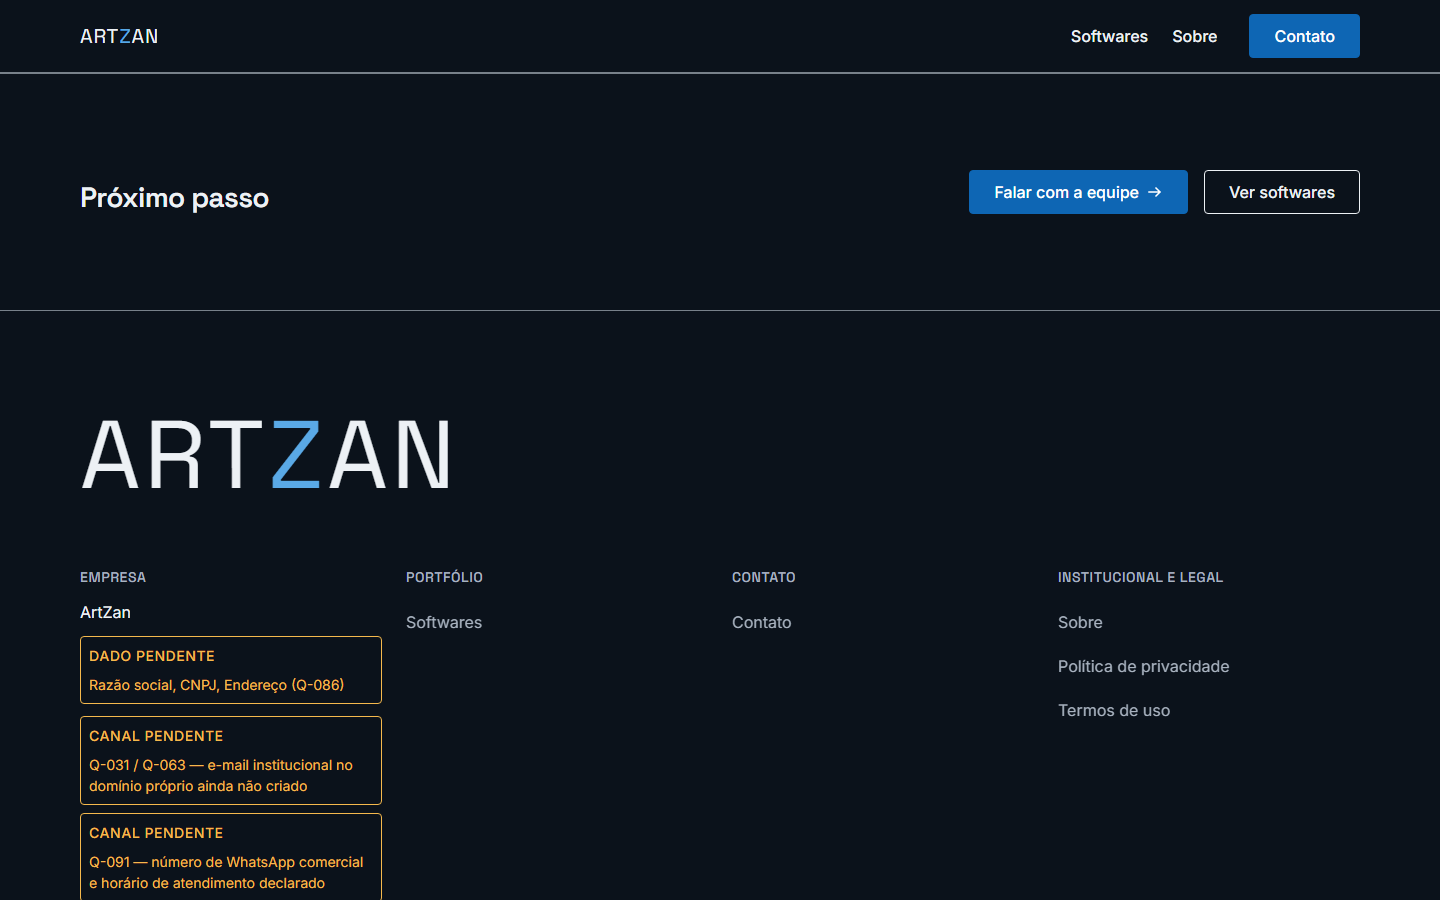 ARTZAN
Softwares
Sobre
Contato
Próximo passo
Falar com a equipe →
Ver softwares
ARTZAN
EMPRESA
ArtZan
DADO PENDENTE
Razão social, CNPJ, Endereço (Q-086)
CANAL PENDENTE
Q-031 / Q-063 — e-mail institucional no
domínio próprio ainda não criado
CANAL PENDENTE
Q-091 — número de WhatsApp comercial
e horário de atendimento declarado
PORTFÓLIO
Softwares
CONTATO
Contato
INSTITUCIONAL E LEGAL
Sobre
Política de privacidade
Termos de uso